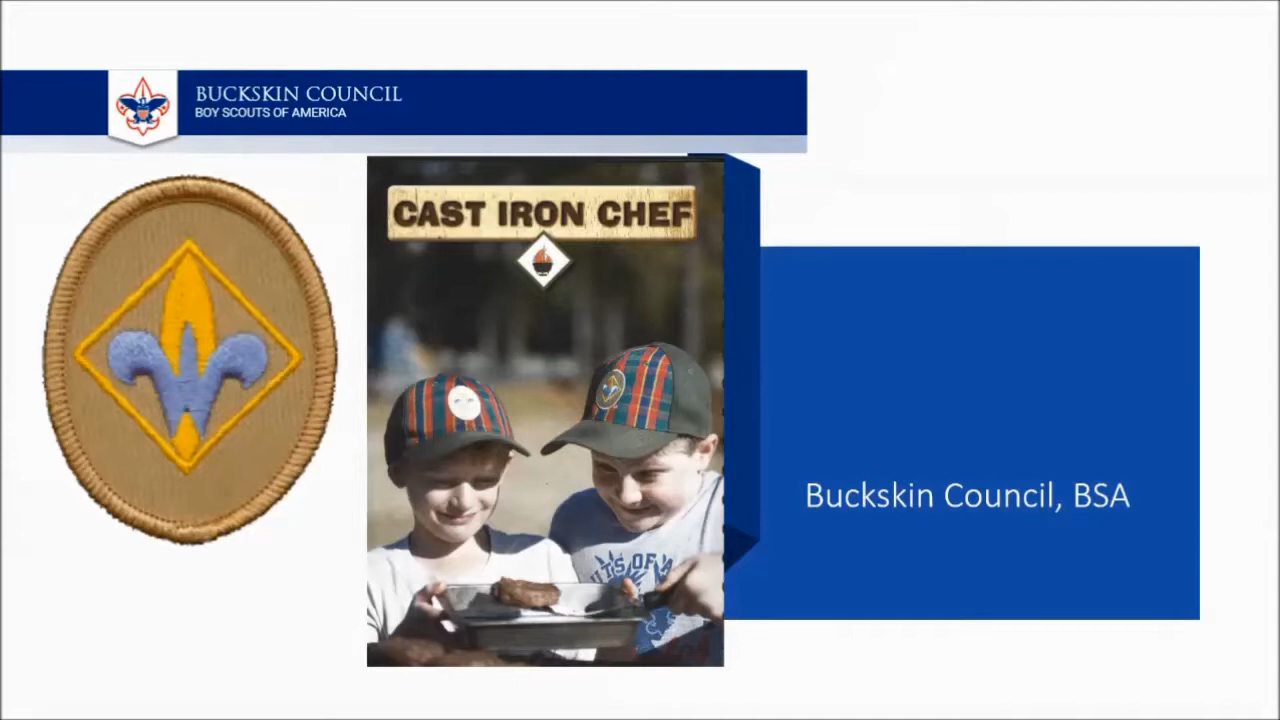 BUCKSKIN COUNCIL
BOY SCOUTS OF AMERICA
CAST IRON CHEF
Buckskin Council, BSA